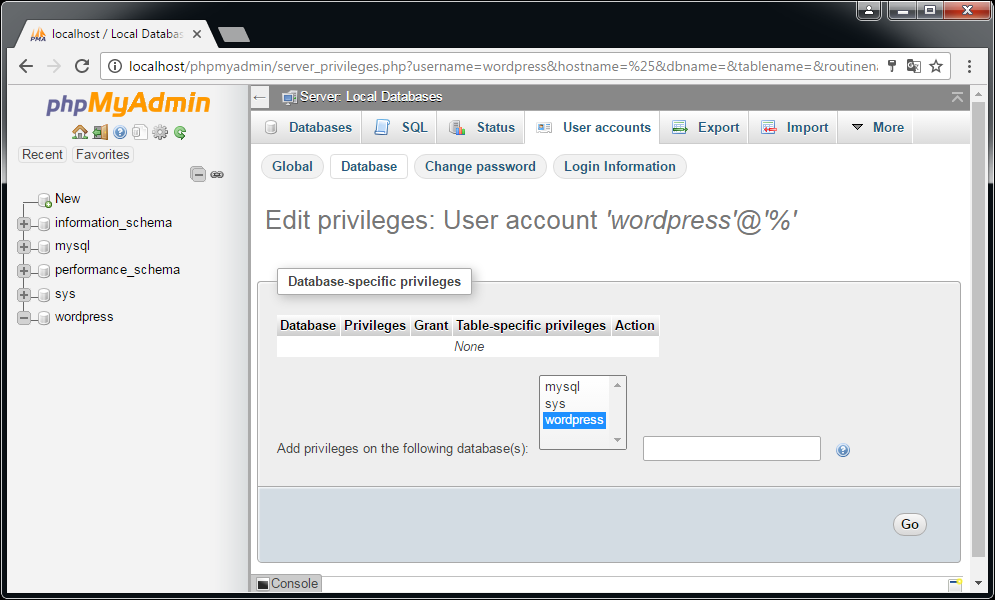 localhost / Local Databas
localhost/phpmyadmin/server_privileges.php?username=wordpress&hostname=%25&dbname=&tablename=&routinena
phpMyAdmin
Recent Favorites
New
information_schema
mysql
performance_schema
sys
wordpress
Server: Local Databases
Databases SQL Status User accounts Export Import More
Global Database Change password Login Information
Edit privileges: User account 'wordpress'@'%'
Database-specific privileges
Database Privileges Grant Table-specific privileges Action
None
mysql
sys
wordpress
Add privileges on the following database(s):
Go
Console